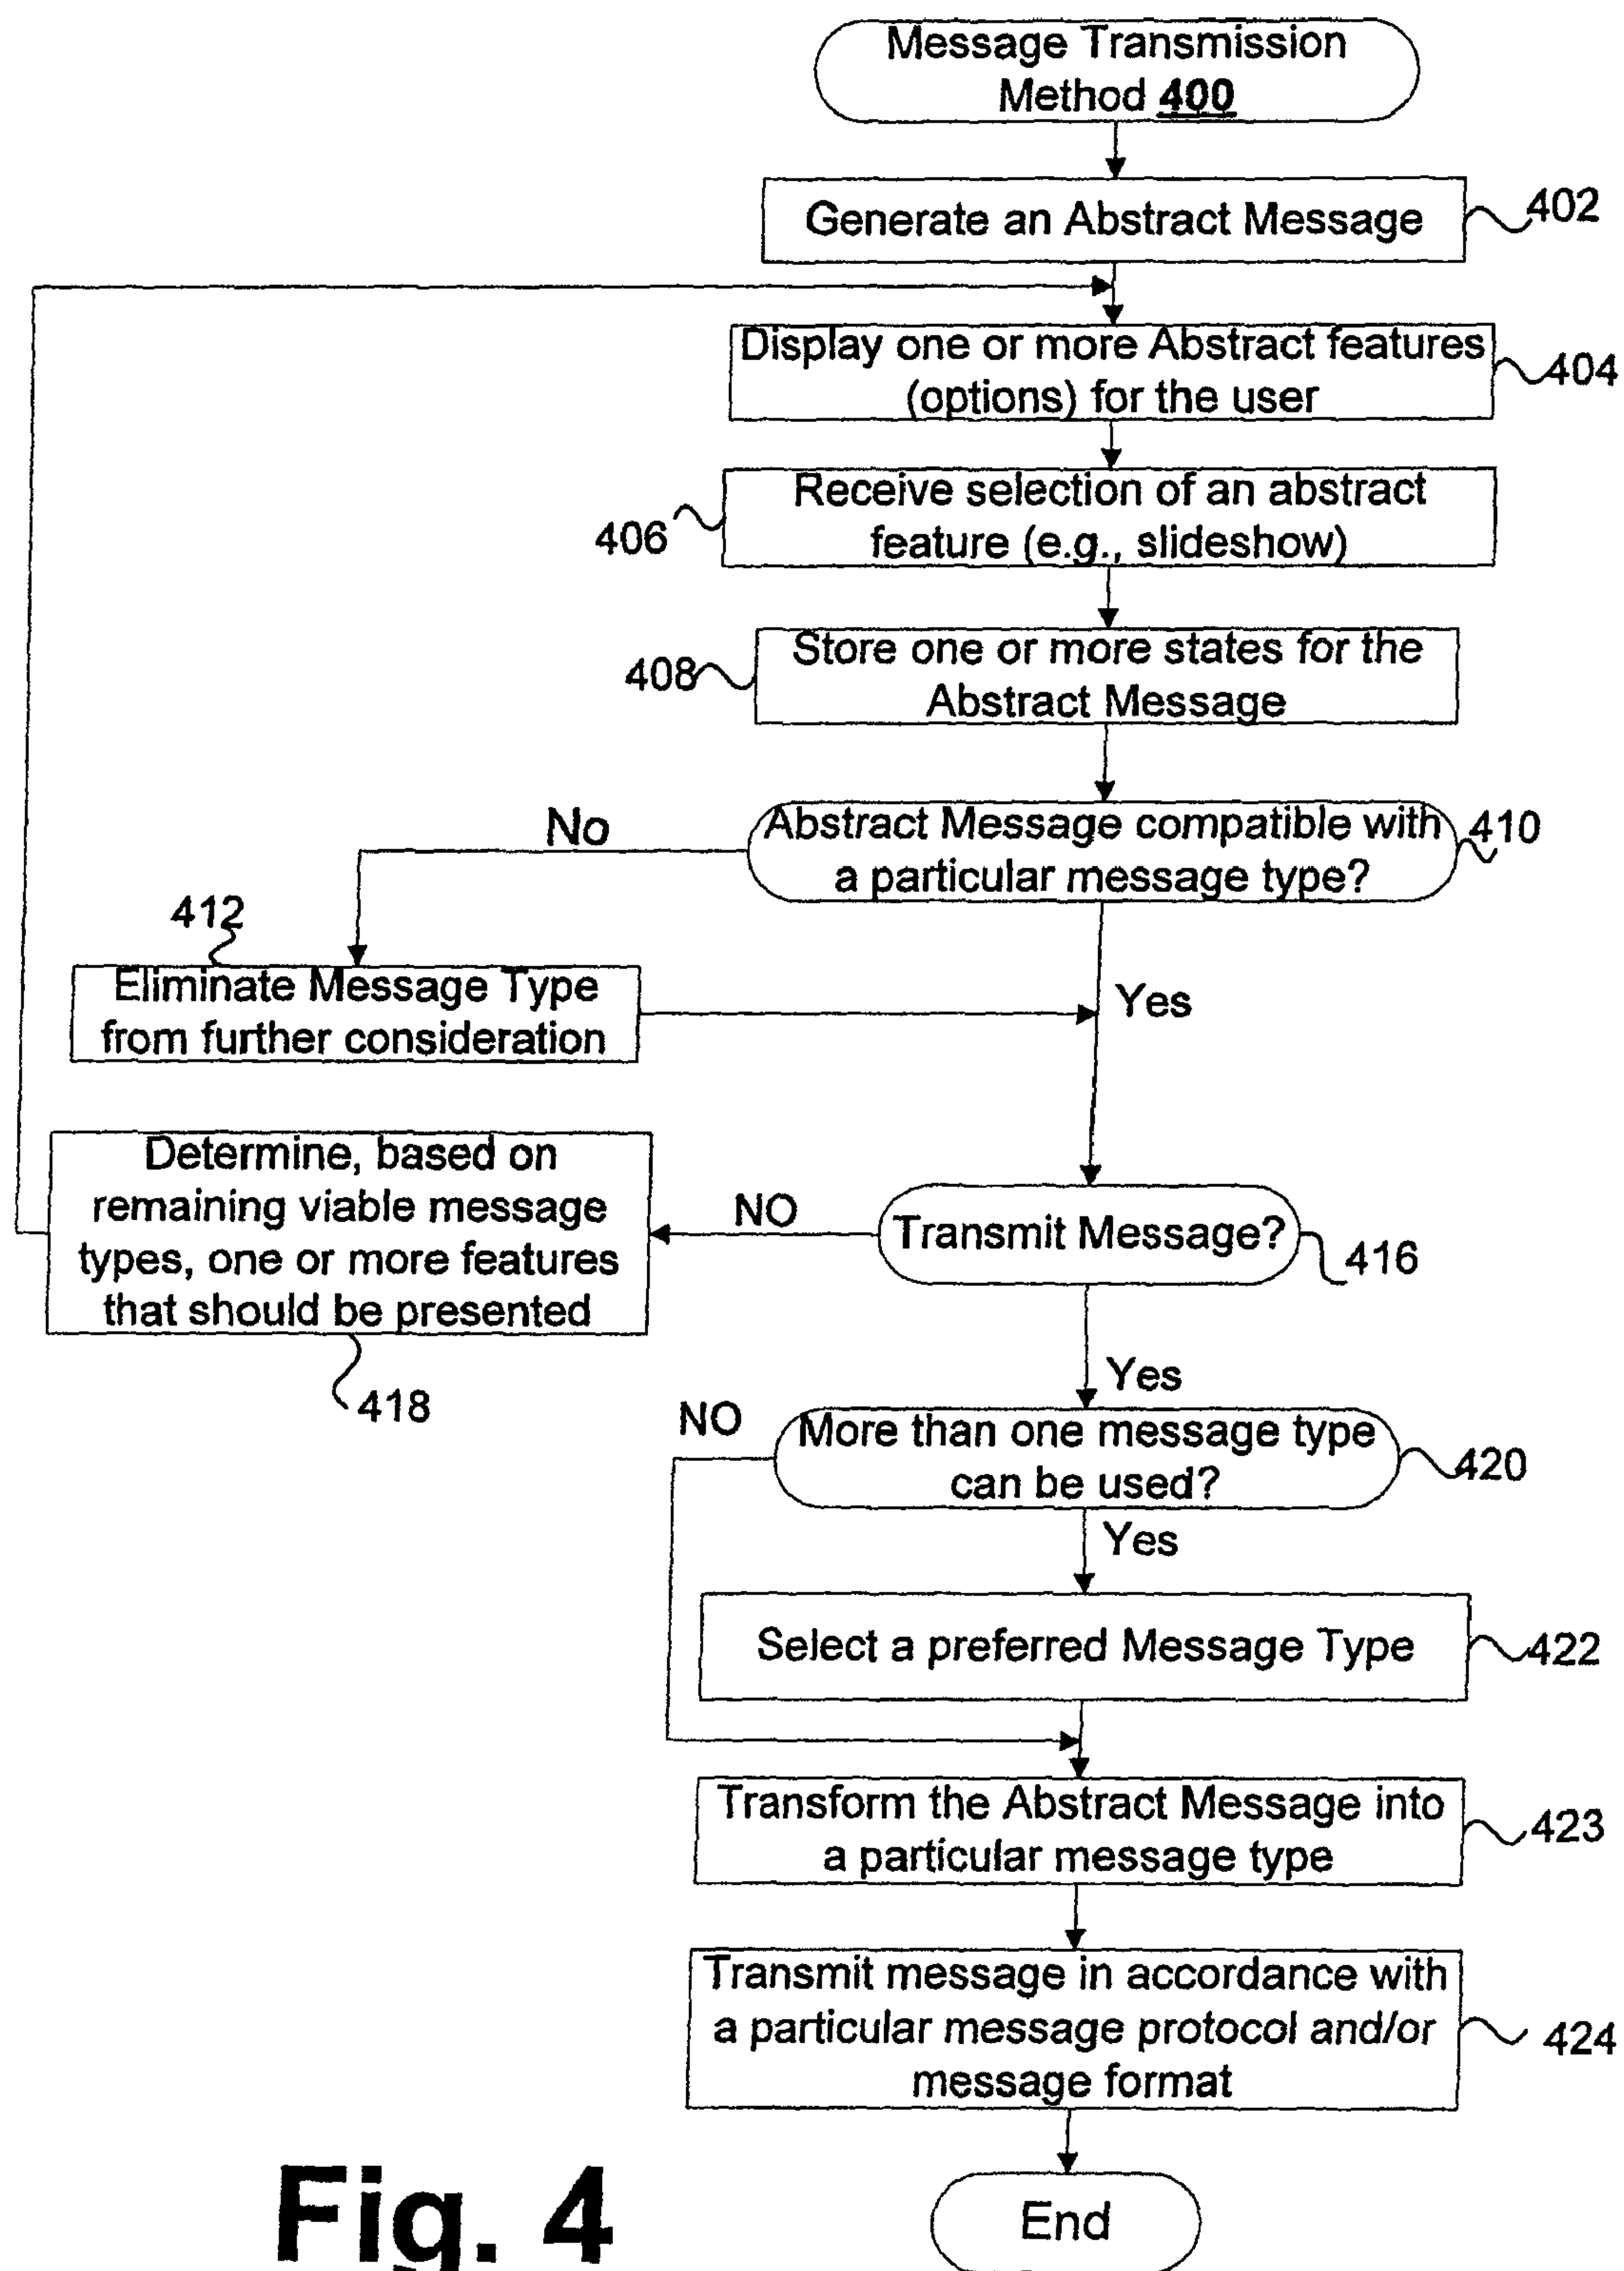 Message Transmission
Method 400
Generate an Abstract Message
402
Display one or more Abstract features
(options) for the user
404
Receive selection of an abstract
feature (e.g., slideshow)
406
Store one or more states for the
Abstract Message
408
Abstract Message compatible with
a particular message type?
410
No
412
Eliminate Message Type
from further consideration
Yes
Determine, based on
remaining viable message
types, one or more features
that should be presented
418
NO
Transmit Message?
416
Yes
NO
More than one message type
can be used?
420
Yes
Select a preferred Message Type
422
Transform the Abstract Message into
a particular message type
423
Transmit message in accordance with
a particular message protocol and/or
message format
424
End
Fig. 4